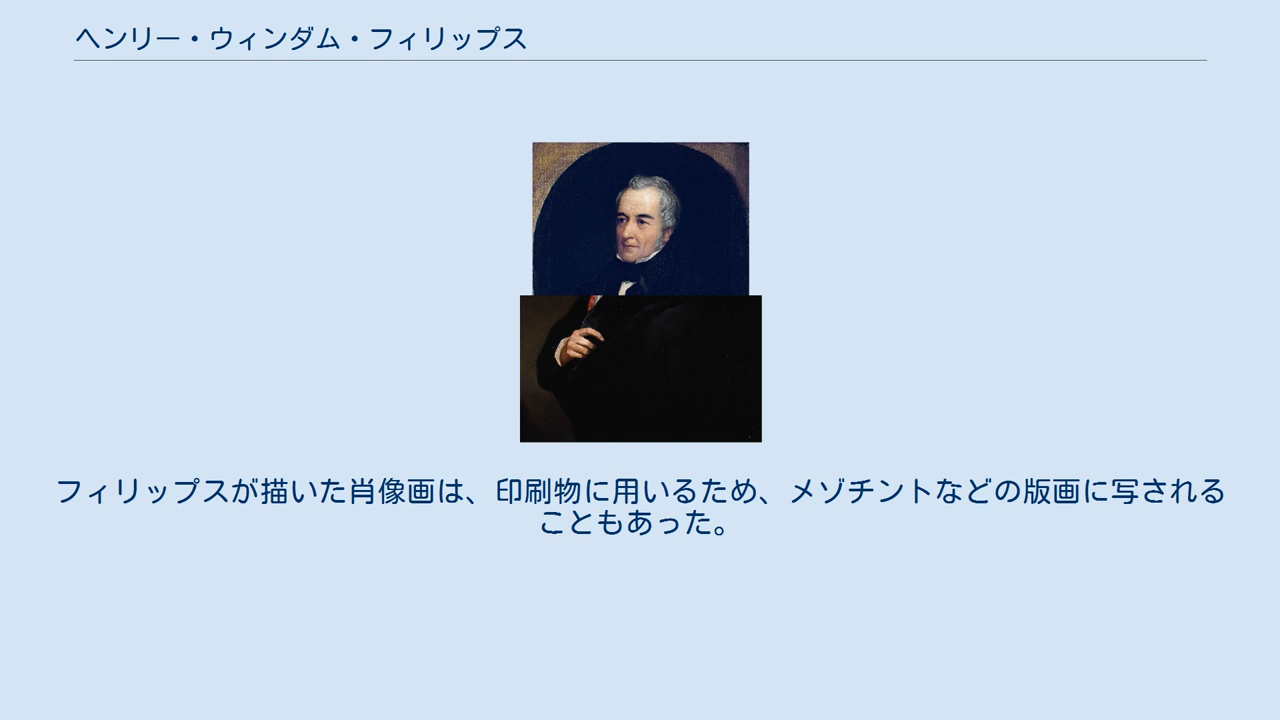 ヘンリー・ウィンダム・フィリップス
フィリップスが描いた肖像画は、印刷物に用いるため、メゾチントなどの版画に写される
こともあった。